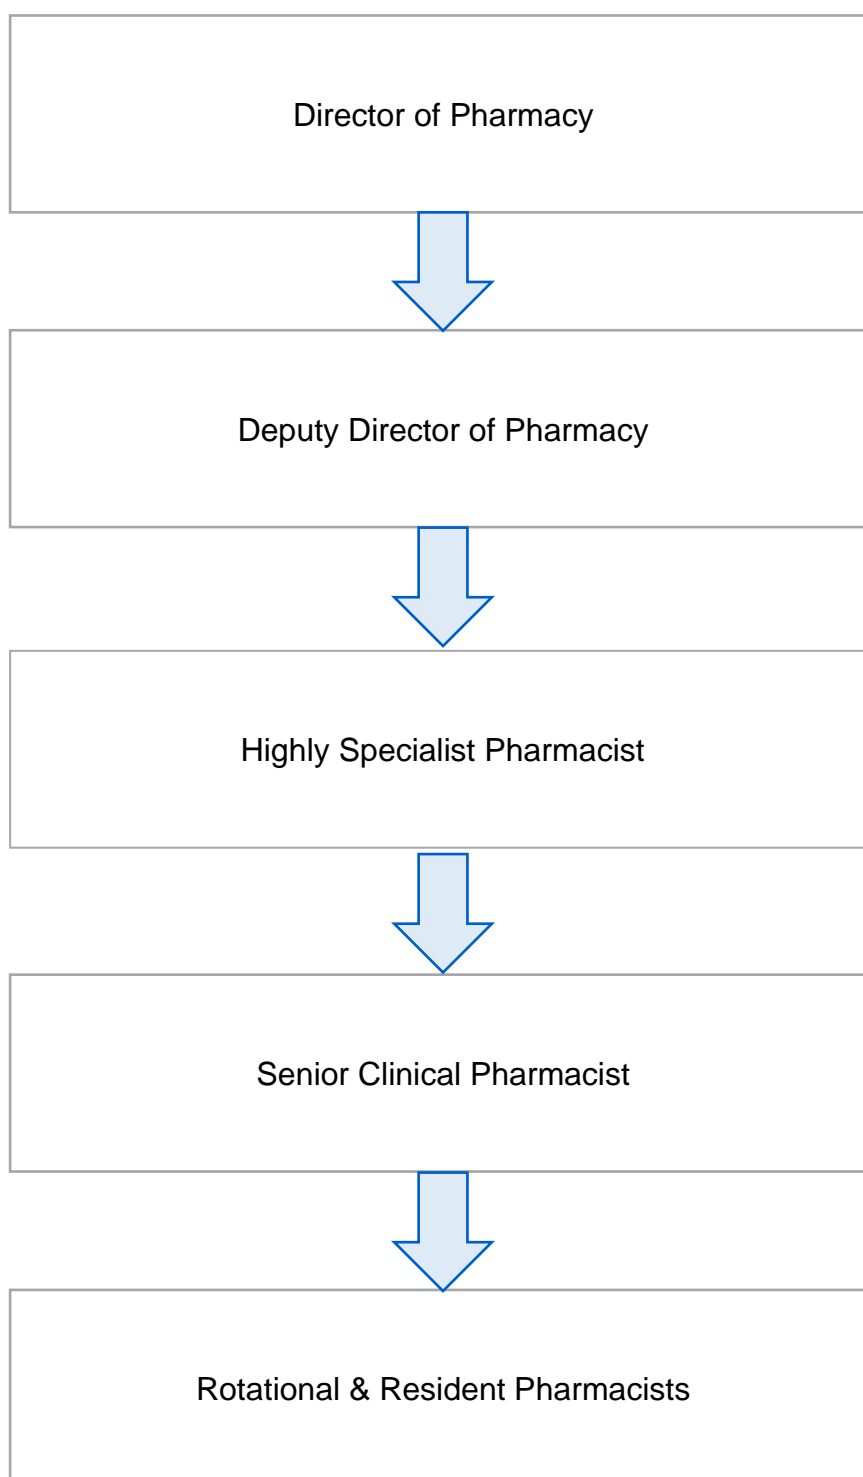 Director of Pharmacy
Deputy Director of Pharmacy
Highly Specialist Pharmacist
Senior Clinical Pharmacist
Rotational & Resident Pharmacists